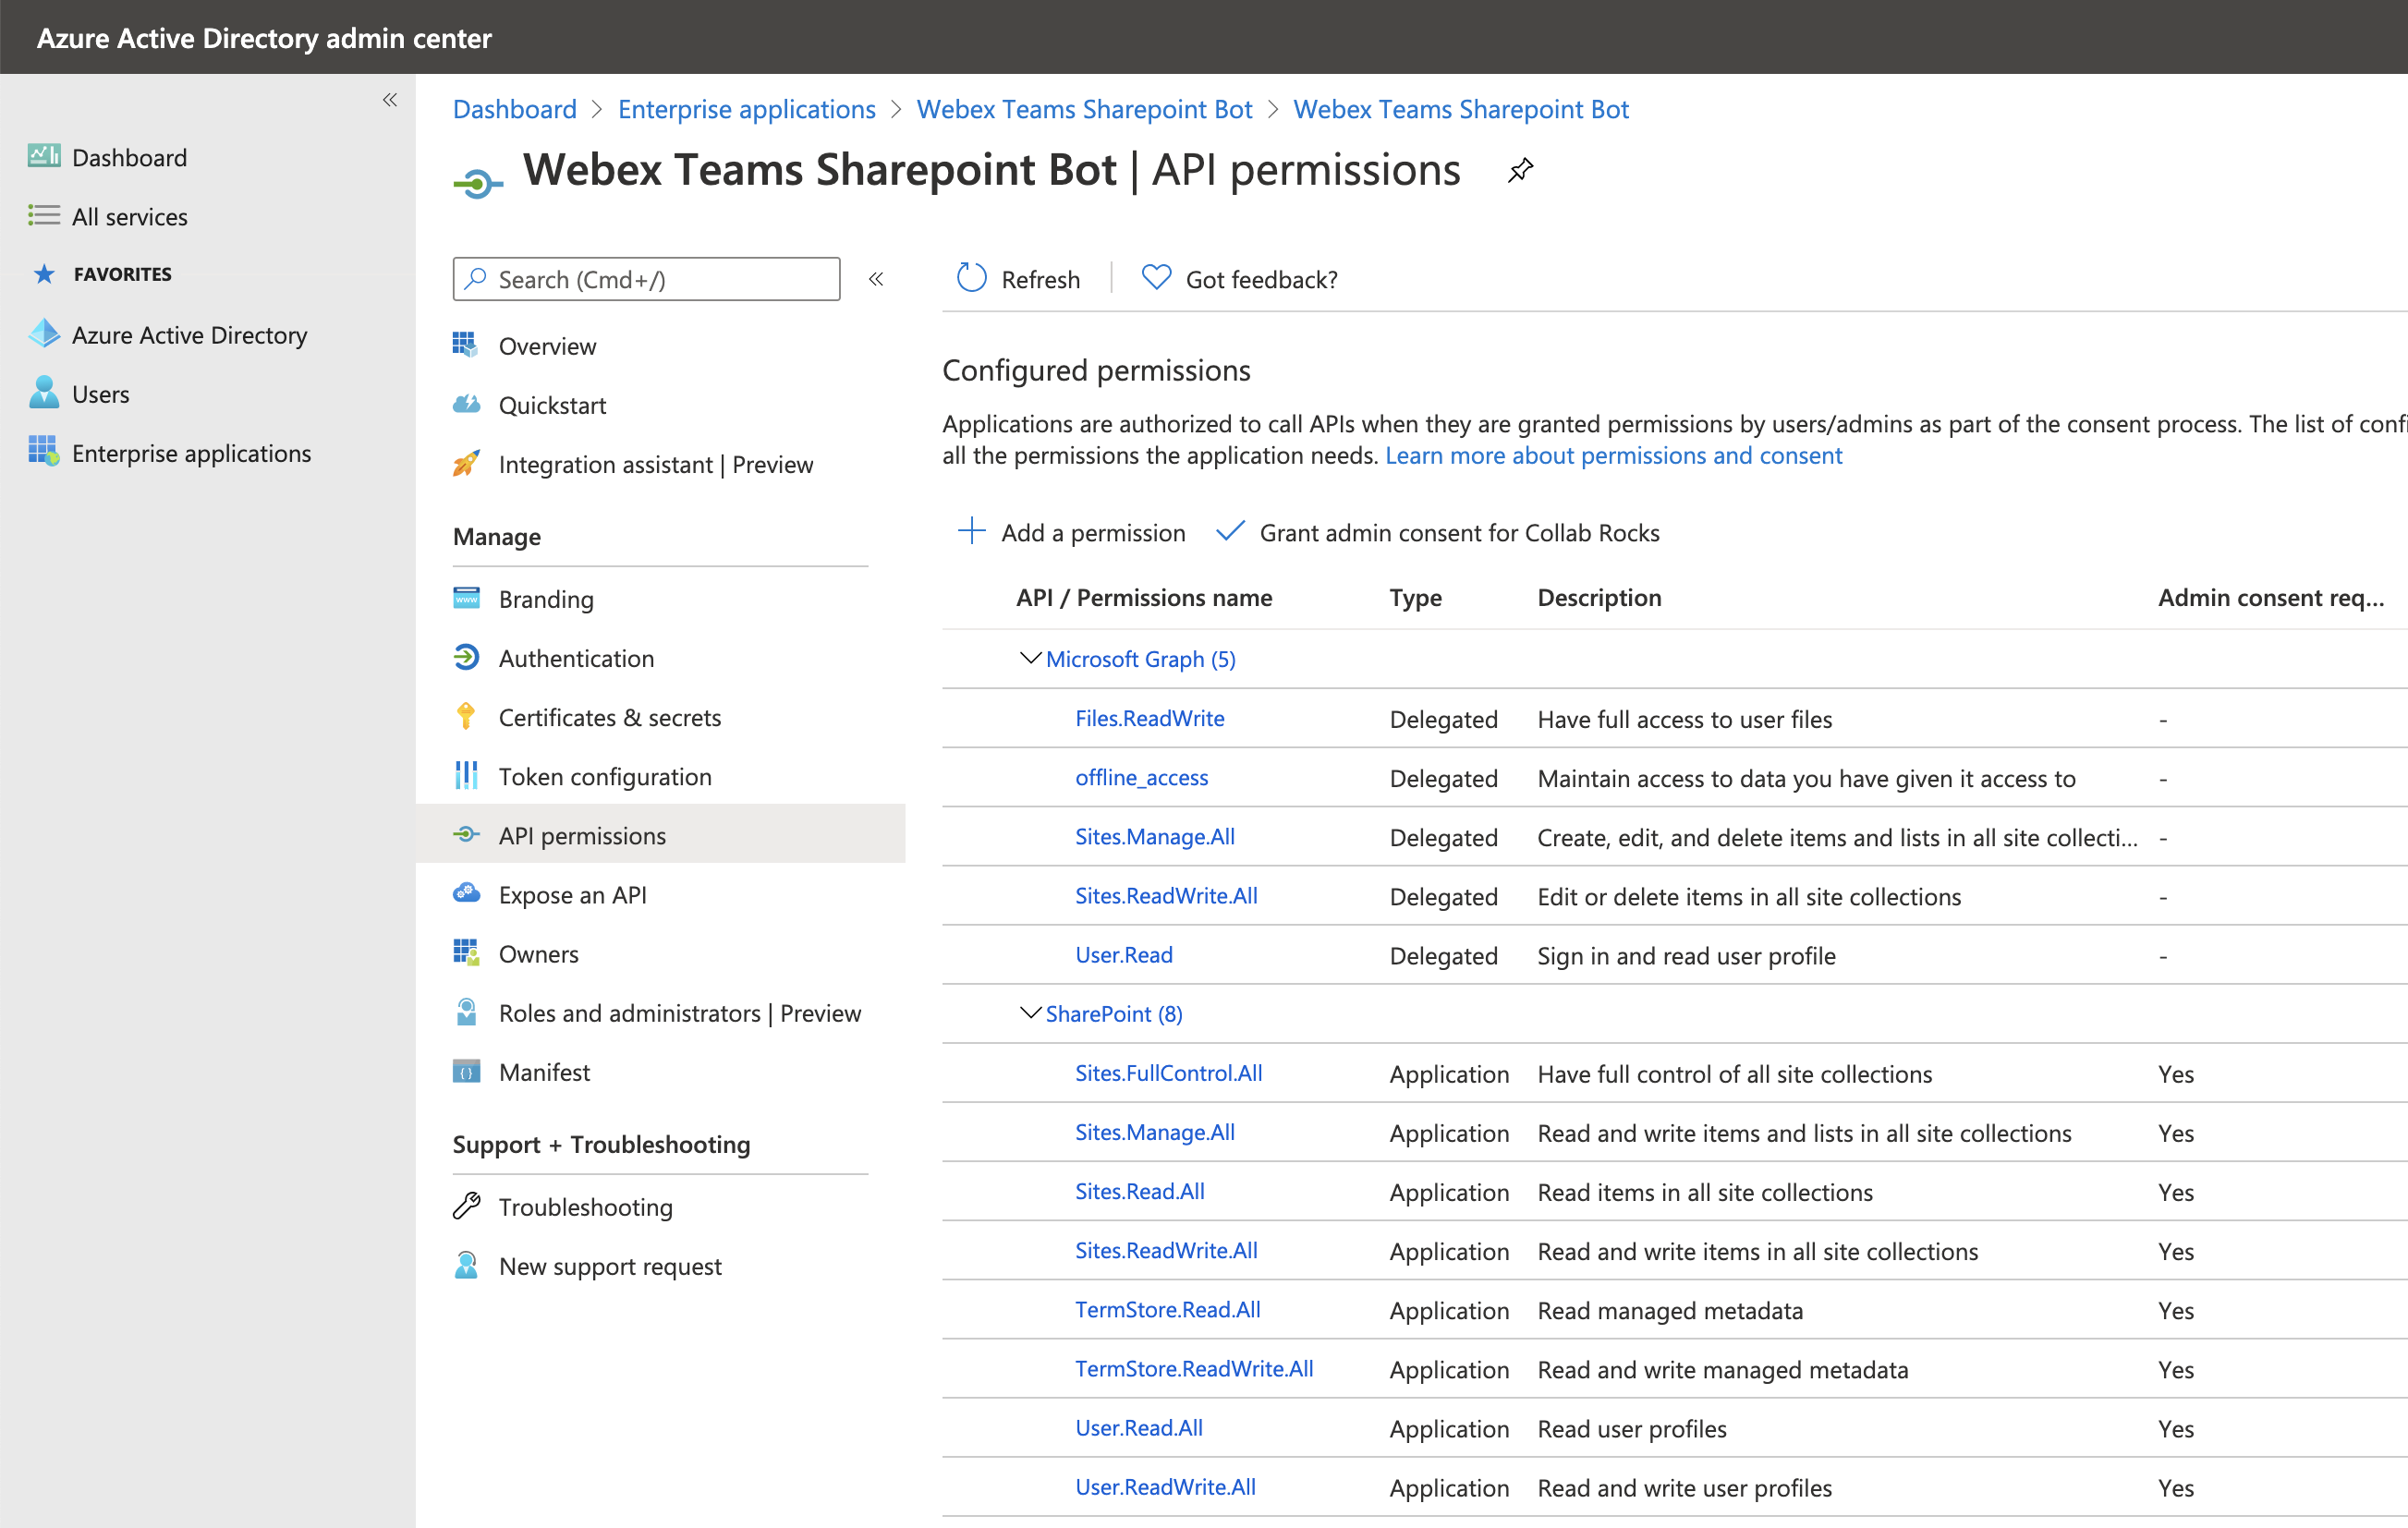 Azure Active Directory admin center
Dashboard
All services
FAVORITES
Azure Active Directory
Users
Enterprise applications
Dashboard > Enterprise applications > Webex Teams Sharepoint Bot > Webex Teams Sharepoint Bot
Webex Teams Sharepoint Bot | API permissions
Search (Cmd+/)
Overview
Quickstart
Integration assistant | Preview
Manage
Branding
Authentication
Certificates & secrets
Token configuration
API permissions
Expose an API
Owners
Roles and administrators | Preview
Manifest
Support + Troubleshooting
Troubleshooting
New support request
Refresh Got feedback?
Configured permissions
Applications are authorized to call APIs when they are granted permissions by users/admins as part of the consent process. The list of confi
all the permissions the application needs. Learn more about permissions and consent
Add a permission Grant admin consent for Collab Rocks
API / Permissions name Type Description Admin consent req...
Microsoft Graph (5)
Files.ReadWrite Delegated Have full access to user files -
offline_access Delegated Maintain access to data you have given it access to -
Sites.Manage.All Delegated Create, edit, and delete items and lists in all site collecti... -
Sites.ReadWrite.All Delegated Edit or delete items in all site collections -
User.Read Delegated Sign in and read user profile -
SharePoint (8)
Sites.FullControl.All Application Have full control of all site collections Yes
Sites.Manage.All Application Read and write items and lists in all site collections Yes
Sites.Read.All Application Read items in all site collections Yes
Sites.ReadWrite.All Application Read and write items in all site collections Yes
TermStore.Read.All Application Read managed metadata Yes
TermStore.ReadWrite.All Application Read and write managed metadata Yes
User.Read.All Application Read user profiles Yes
User.ReadWrite.All Application Read and write user profiles Yes